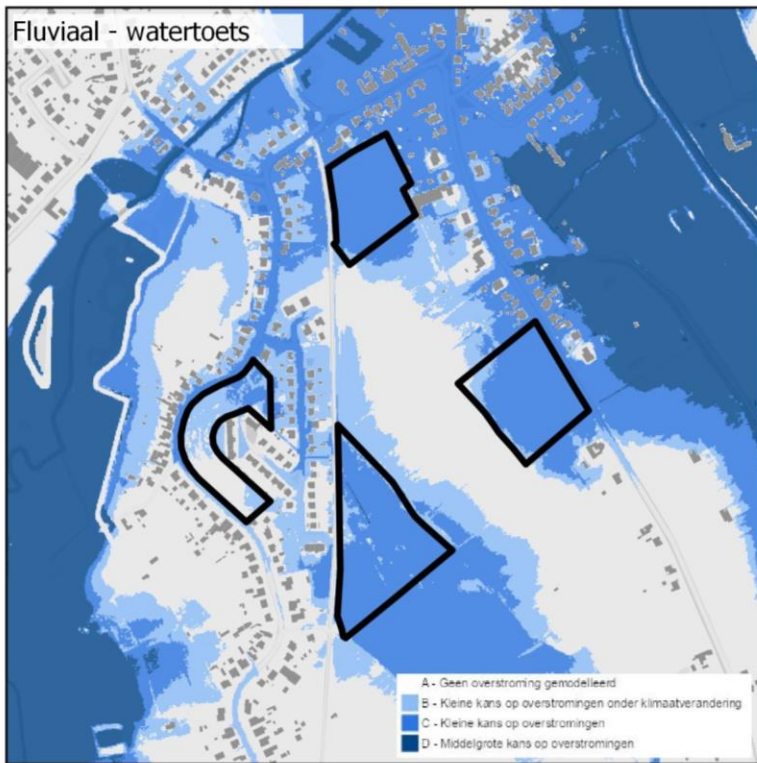 Fluviaal - watertoets
A - Geen overstroming gemodelleerd
B - Kleine kans op overstromingen onder klimaatverandering
C - Kleine kans op overstromingen
D - Middelgrote kans op overstromingen